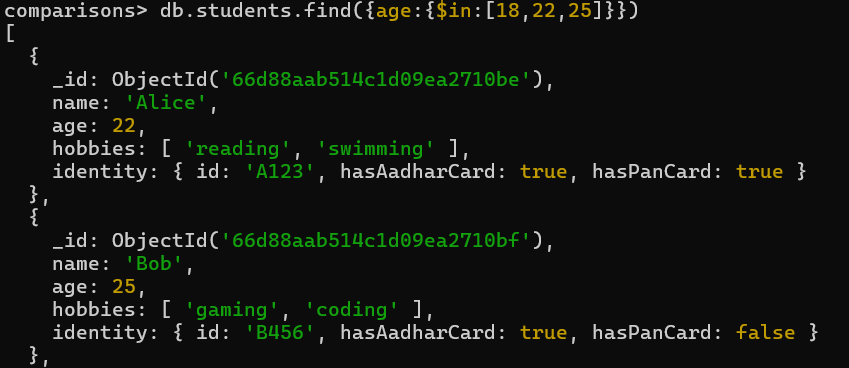 comparisons> db.students.find({age:{$in:[18,22,25]}})
[
  {
    _id: ObjectId('66d88aab514c1d09ea2710be'),
    name: 'Alice',
    age: 22,
    hobbies: [ 'reading', 'swimming' ],
    identity: { id: 'A123', hasAadharCard: true, hasPanCard: true }
  },
  {
    _id: ObjectId('66d88aab514c1d09ea2710bf'),
    name: 'Bob',
    age: 25,
    hobbies: [ 'gaming', 'coding' ],
    identity: { id: 'B456', hasAadharCard: true, hasPanCard: false }
  },